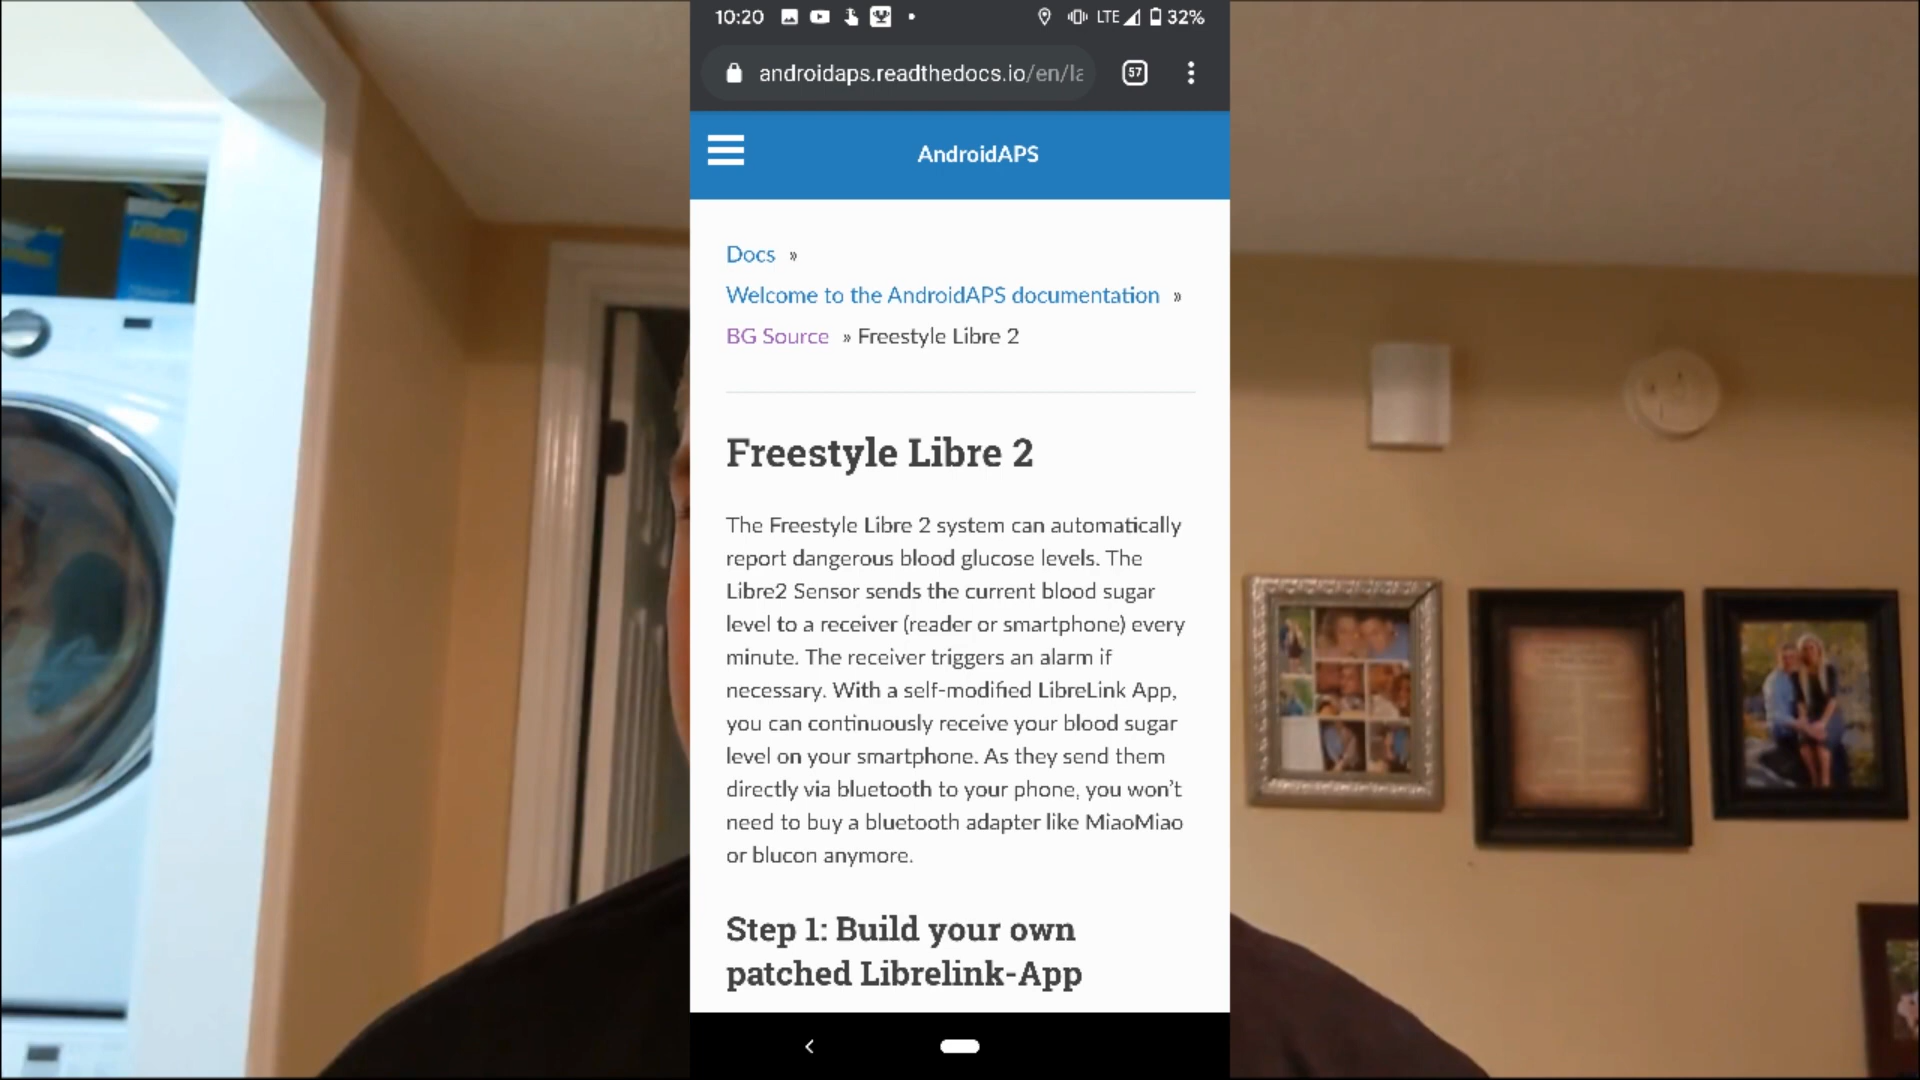 10:20 LTE 32%
androidaps.readthedocs.io/en/la
57
AndroidAPS
Docs »
Welcome to the AndroidAPS documentation »
BG Source » Freestyle Libre 2
Freestyle Libre 2
The Freestyle Libre 2 system can automatically
report dangerous blood glucose levels. The
Libre2 Sensor sends the current blood sugar
level to a receiver (reader or smartphone) every
minute. The receiver triggers an alarm if
necessary. With a self-modified LibreLink App,
you can continuously receive your blood sugar
level on your smartphone. As they send them
directly via bluetooth to your phone, you won't
need to buy a bluetooth adapter like MiaoMiao
or blucon anymore.
Step 1: Build your own
patched Librelink-App